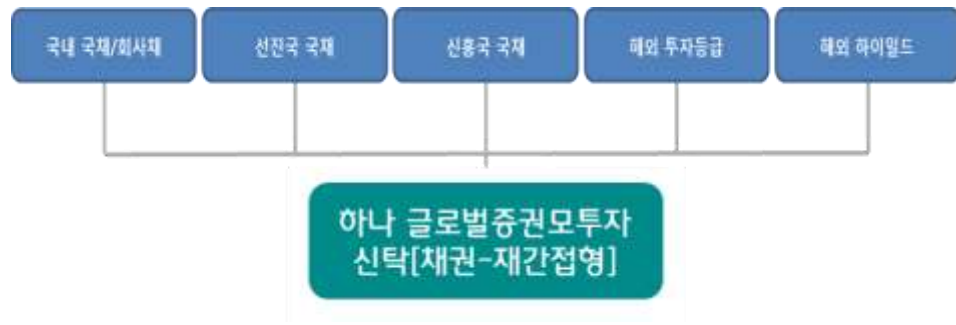 국내 국채/회사채
선진국 국채
신흥국 국채
해외 투자등급
해외 하이일드
하나 글로벌증권모투자
신탁[채권-재간접형]